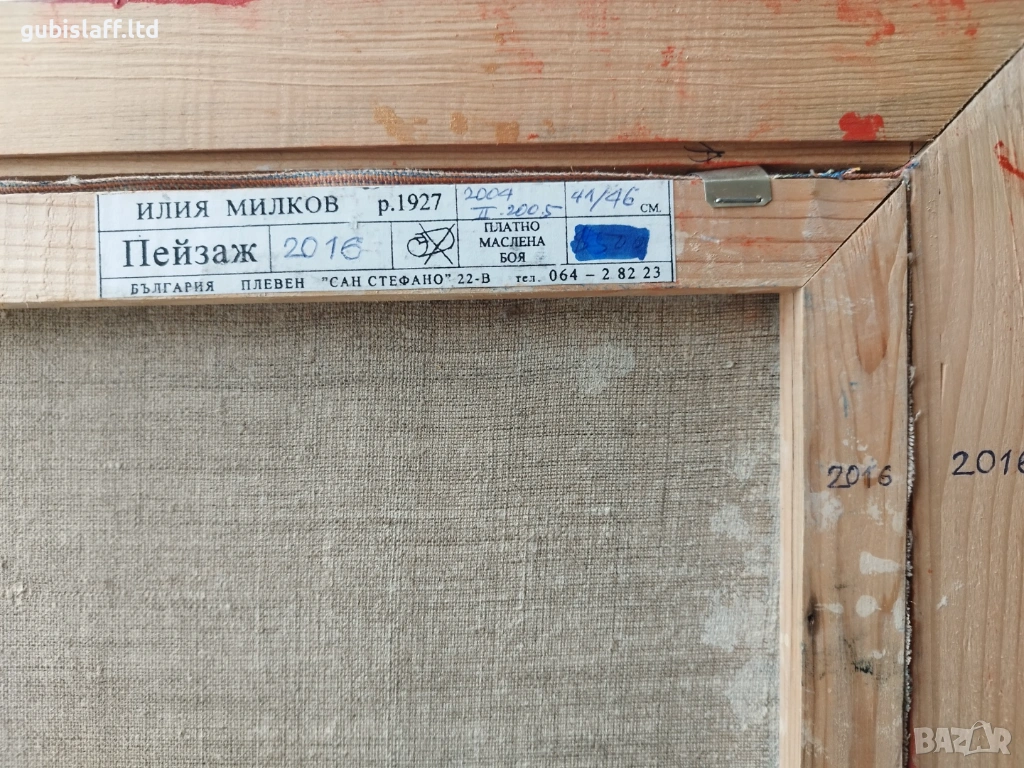 gubislaff.ltd
ИЛИЯ МИЛКОВ р.1927 2004 II.2005 41/46 СМ.
Пейзаж 2016 ПЛАТНО МАСЛЕНА БОЯ
БЪЛГАРИЯ ПЛЕВЕН "САН СТЕФАНО" 22-В тел. 064 – 2 82 23
2016
2016
BAZAR